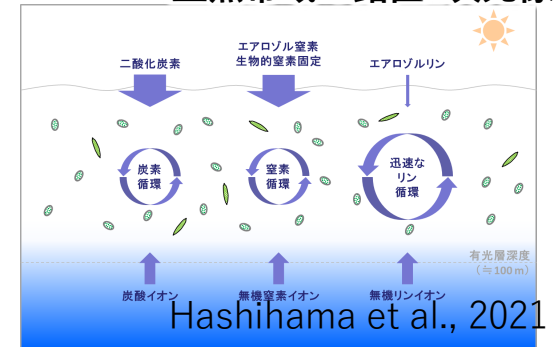 二酸化炭素
エアロゾル窒素
生物的窒素固定
エアロゾルリン
炭素
循環
窒素
循環
迅速な
リン
循環
有光層深度
(≒100m)
炭酸イオン
無機窒素イオン
無機リンイオン
Hashihama et al., 2021